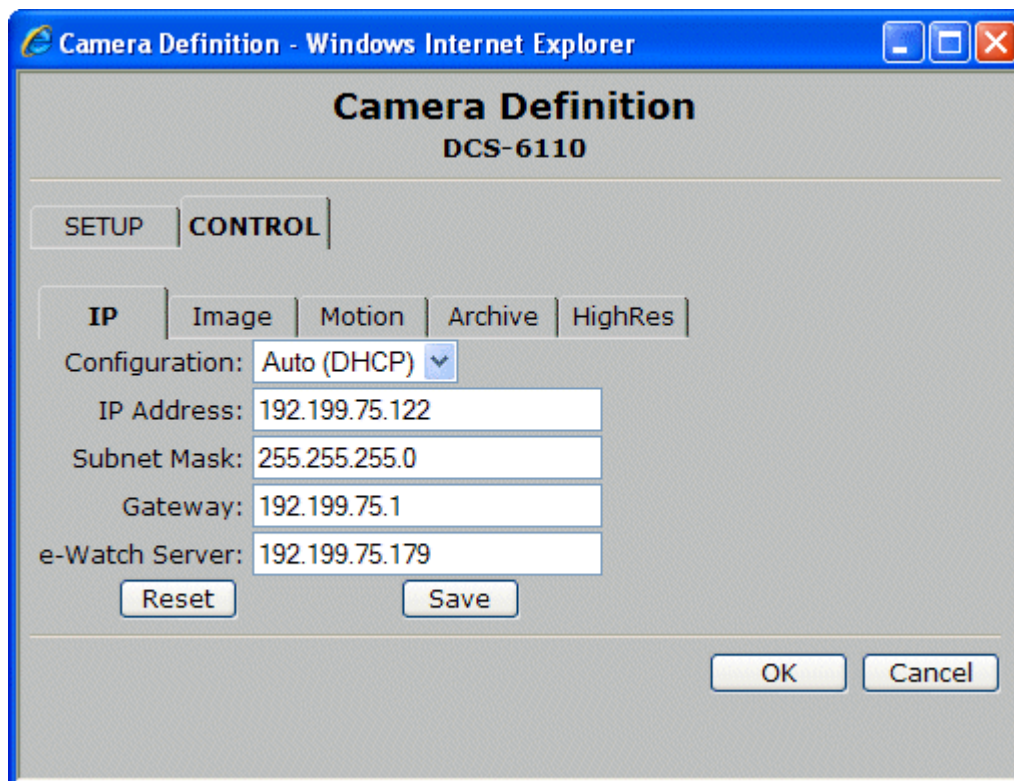 Camera Definition - Windows Internet Explorer
Camera Definition
DCS-6110
SETUP CONTROL
IP Image Motion Archive HighRes
Configuration: Auto (DHCP)
IP Address: 192.199.75.122
Subnet Mask: 255.255.255.0
Gateway: 192.199.75.1
e-Watch Server: 192.199.75.179
Reset Save
OK Cancel